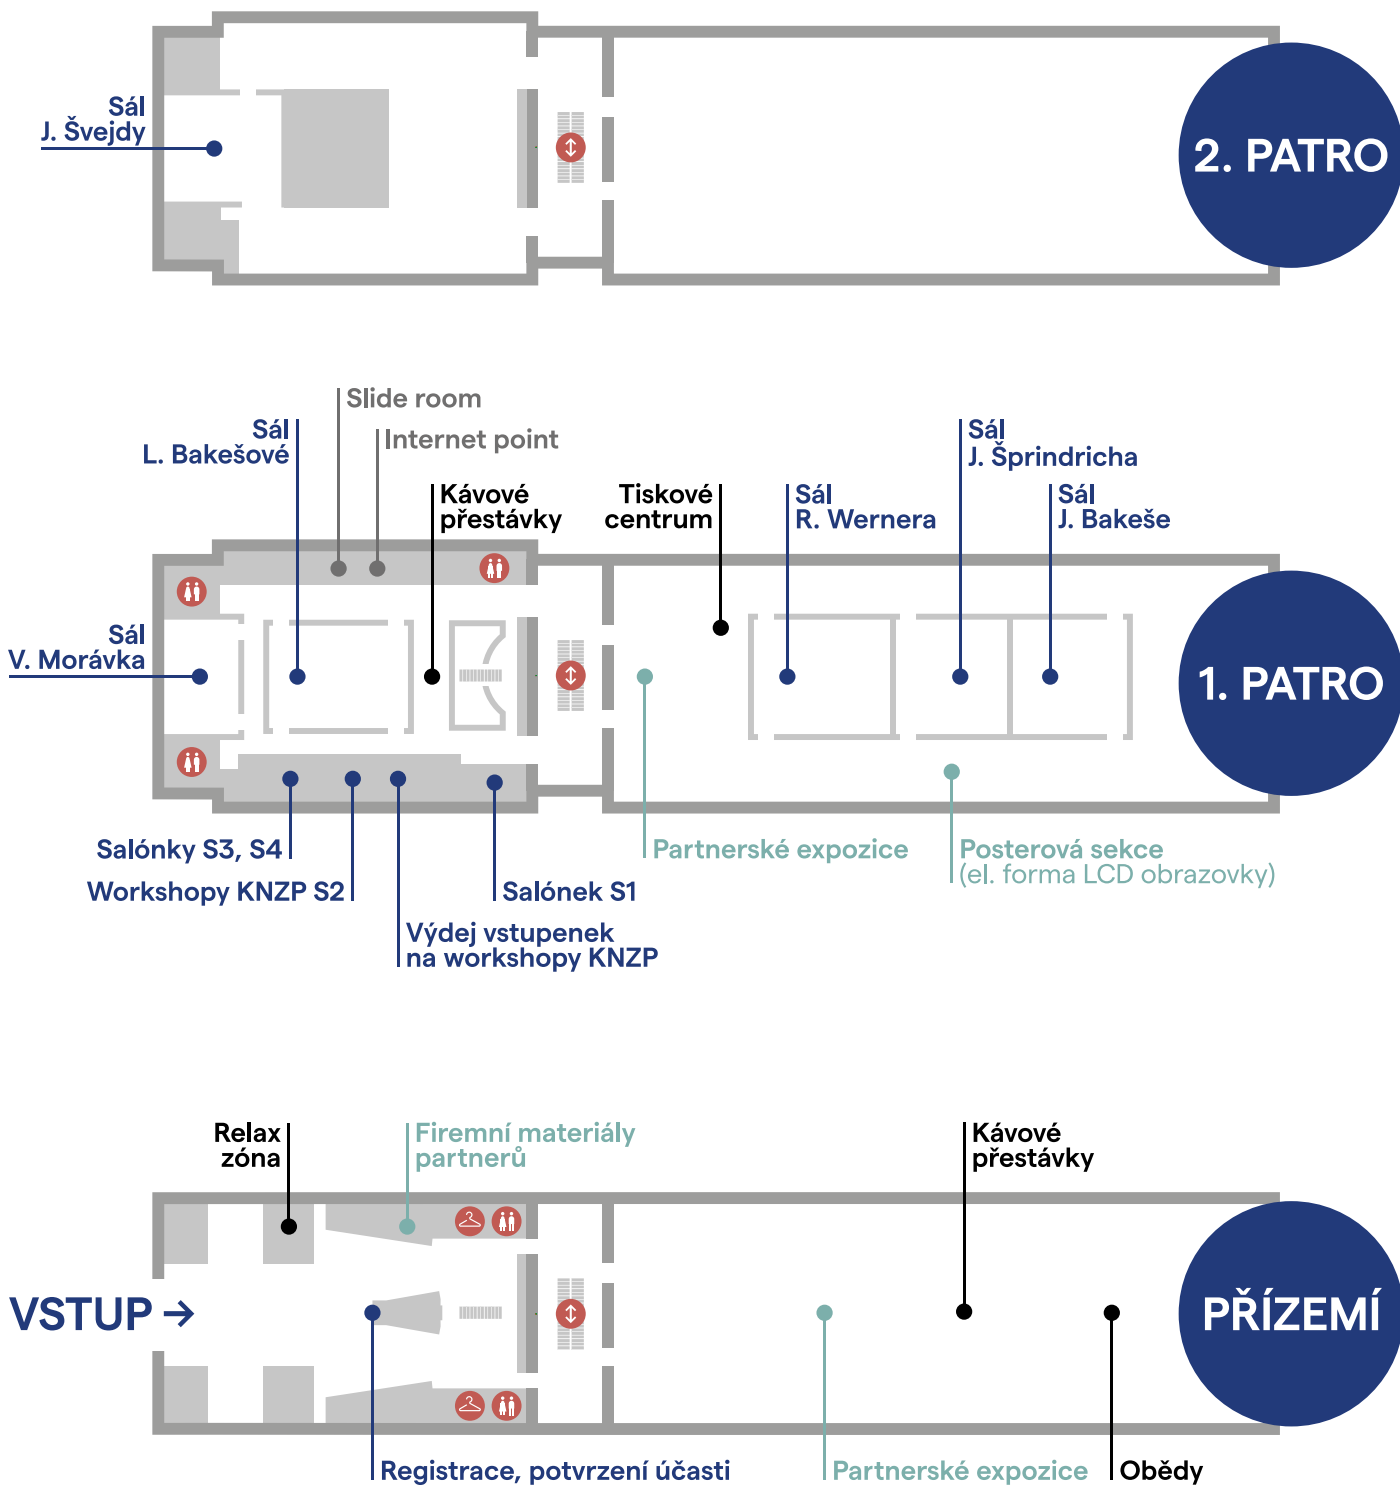 Sál
J. Švejdy
2. PATRO
Slide room
Internet point
Sál
L. Bakešové
Kávové
přestávky
Tiskové
centrum
Sál
R. Wernera
Sál
J. Šprindricha
Sál
J. Bakeše
Sál
V. Morávka
1. PATRO
Salónky S3, S4
Workshopy KNZP S2
Výdej vstupenek
na workshopy KNZP
Salónek S1
Partnerské expozice
Posterová sekce
(el. forma LCD obrazovky)
Relax
zóna
Firemní materiály
partnerů
Kávové
přestávky
VSTUP →
PŘÍZEMÍ
Registrace, potvrzení účasti
Partnerské expozice
Obědy